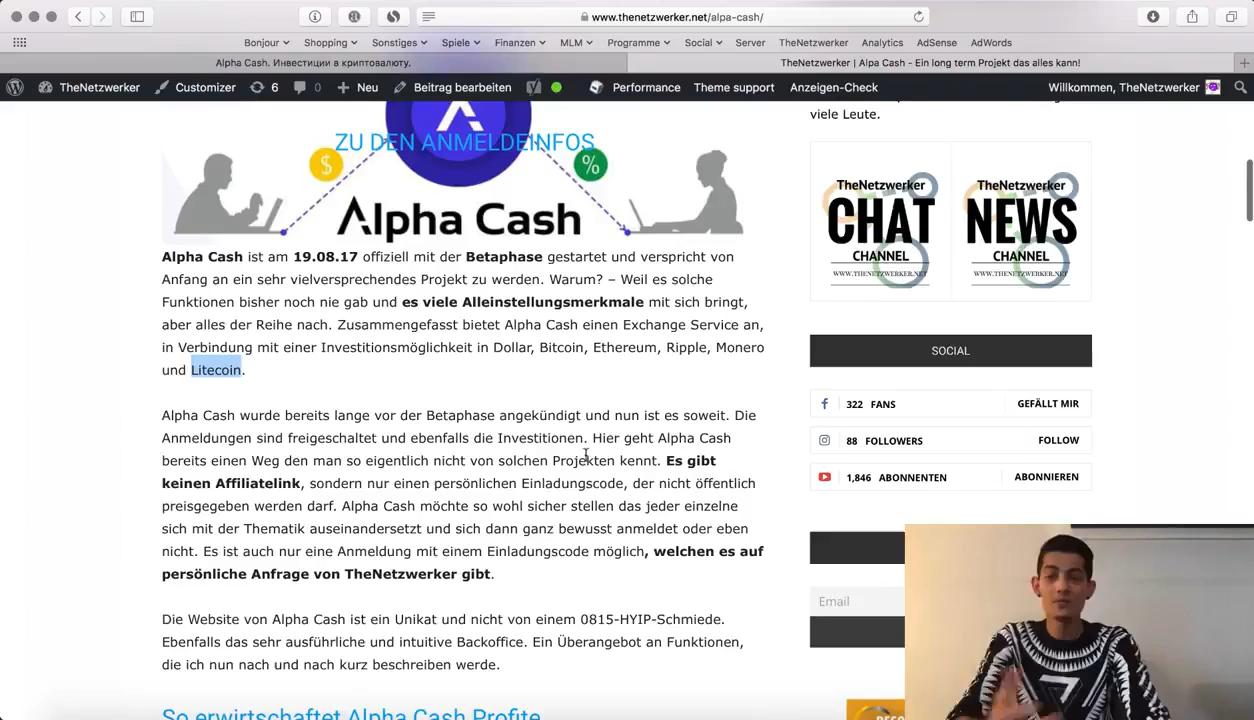 www.thenetzwerker.net/alpa-cash/
Bonjour Shopping Sonstiges Spiele Finanzen MLM Programme Social Server TheNetzwerker Analytics AdSense AdWords
Alpha Cash. Инвестиции в криптовалюту.
TheNetzwerker | Alpa Cash - Ein long term Projekt das alles kann!
TheNetzwerker Customizer 6 0 Neu Beitrag bearbeiten Performance Theme support Anzeigen-Check Willkommen, TheNetzwerker
ZU DEN ANMELDEINFOS
$ %
Alpha Cash
Alpha Cash ist am 19.08.17 offiziell mit der Betaphase gestartet und verspricht von
Anfang an ein sehr vielversprechendes Projekt zu werden. Warum? – Weil es solche
Funktionen bisher noch nie gab und es viele Alleinstellungsmerkmale mit sich bringt,
aber alles der Reihe nach. Zusammengefasst bietet Alpha Cash einen Exchange Service an,
in Verbindung mit einer Investitionsmöglichkeit in Dollar, Bitcoin, Ethereum, Ripple, Monero
und Litecoin.
Alpha Cash wurde bereits lange vor der Betaphase angekündigt und nun ist es soweit. Die
Anmeldungen sind freigeschaltet und ebenfalls die Investitionen. Hier geht Alpha Cash
bereits einen Weg den man so eigentlich nicht von solchen Projekten kennt. Es gibt
keinen Affiliatelink, sondern nur einen persönlichen Einladungscode, der nicht öffentlich
preisgegeben werden darf. Alpha Cash möchte so wohl sicher stellen das jeder einzelne
sich mit der Thematik auseinandersetzt und sich dann ganz bewusst anmeldet oder eben
nicht. Es ist auch nur eine Anmeldung mit einem Einladungscode möglich, welchen es auf
persönliche Anfrage von TheNetzwerker gibt.
Die Website von Alpha Cash ist ein Unikat und nicht von einem 0815-HYIP-Schmiede.
Ebenfalls das sehr ausführliche und intuitive Backoffice. Ein Überangebot an Funktionen,
die ich nun nach und nach kurz beschreiben werde.
So erwirtschaftet Alpha Cash Profite
viele Leute.
TheNetzwerker
CHAT
CHANNEL
WWW.THENETZWERKER.NET
TheNetzwerker
NEWS
CHANNEL
WWW.THENETZWERKER.NET
SOCIAL
322 FANS GEFÄLLT MIR
88 FOLLOWERS FOLLOW
1,846 ABONNENTEN ABONNIEREN
Email